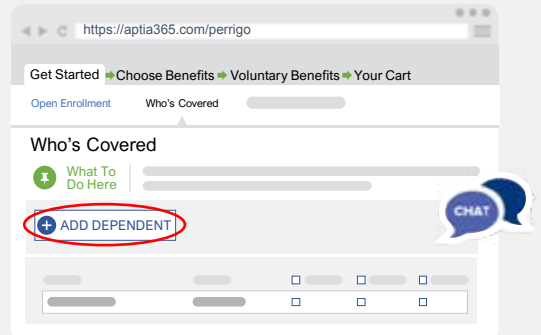 https://aptia365.com/perrigo
Get Started Choose Benefits Voluntary Benefits Your Cart
Open Enrollment Who's Covered
Who's Covered
What To
Do Here
ADD DEPENDENT
CHAT